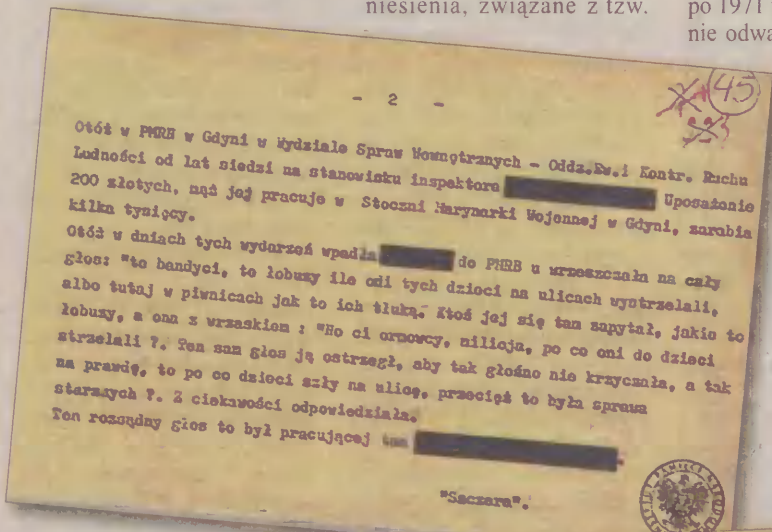 niesienia, związane z tzw.
po 1971
nie odwa
- 2 -
45
Otóż w PMRB w Gdyni w Wydziale Spraw Wewnętrznych - Oddz.Ew.i Kontr. Ruchu
Ludności od lat siedzi na stanowisku inspektora Uposażenie
200 złotych, mąż jej pracuje w Stoczni Marynarki Wojennej w Gdyni, zarabia
kilka tysięcy.
Otóż w dniach tych wydarzeń wpadła do PMRB u wrzeszczała na cały
głos: "to bandyci, to łobuzy ile odi tych dzieci na ulicach wystrzelali,
albo tutaj w piwnicach jak to ich tłuką." Ktoś jej się tam zapytał, jakie to
łobuzy, a ona z wrzaskiem : "No ci ormowcy, milicja, po co oni do dzieci
strzelali ?. Ten sam głos ją ostrzegł, aby tak głośno nie krzyczała, a tak
na prawdę, to po co dzieci szły na ulicę, przecież to była sprawa
starszych ?. Z ciekawości odpowiedziała.
Ten rozsądny głos to był pracującej tam .
"Szczera".
PAMIĘCI